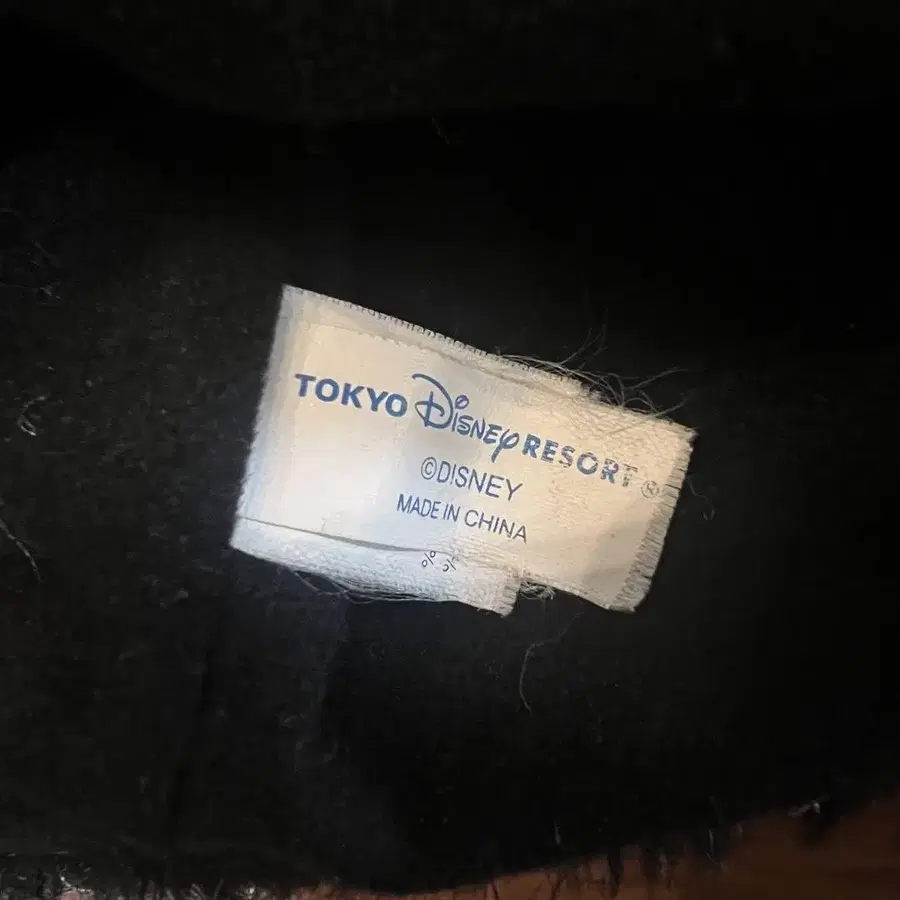 TOKYO DISNEY RESORT®
©DISNEY
MADE IN CHINA
% %